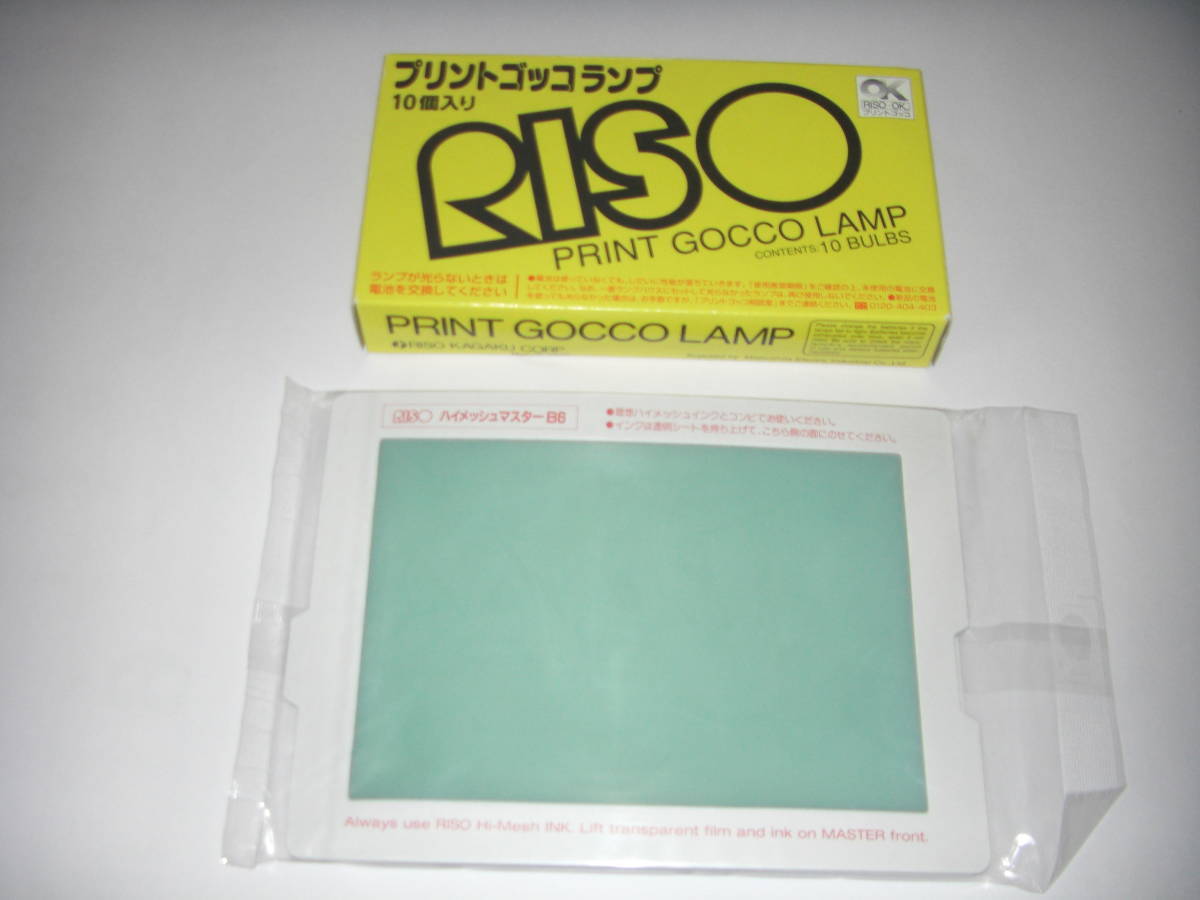 プリントゴッコランプ
10個入り
OK
RISO OK
プリントゴッコ
RISO
PRINT GOCCO LAMP
CONTENTS: 10 BULBS
ランプが光らないときは
電池を交換してください
0120-404-403
PRINT GOCCO LAMP
RISO KAGAKU CORP.
RISO ハイメッシュマスター B6
●理想ハイメッシュインクとコンビでお使いください。
●インクは透明シートを持ち上げて、こちら側の面にのせてください。
Always use RISO Hi-Mesh INK. Lift transparent film and ink on MASTER front.